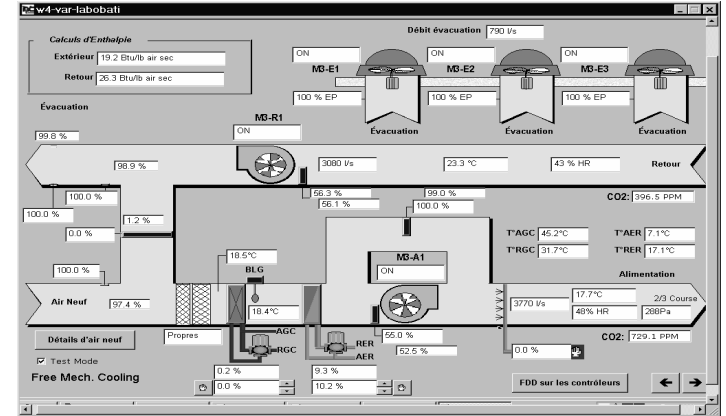 w4-var-labobati
Débit évacuation 790 l/s
Calculs d'Enthalpie
Extérieur 19.2 Btu/lb air sec
Retour 26.3 Btu/lb air sec
ON ON ON
M3-E1 M3-E2 M3-E3
100 % EP 100 % EP 100 % EP
Évacuation
M3-R1
Évacuation Évacuation Évacuation
ON
99.8 %
98.9 % 3080 l/s 23.3 °C 43 % HR Retour
100.0 % 56.3 % 99.0 % CO2: 396.5 PPM
56.1 % 100.0 %
100.0 % 1.2 %
0.0 % T°AGC 45.2°C T°AER 7.1°C
T°RGC 31.7°C T°RER 17.1°C
18.5°C M3-A1
100.0 % BLG ON Alimentation
Air Neuf 97.4 % 18.4°C 3770 l/s 17.7°C 2/3 Course
48% HR 288Pa
Détails d'air neuf Propres AGC RER 55.0 % CO2: 729.1 PPM
RGC AER 52.5 % 0.0 %
Test Mode
Free Mech. Cooling
0.2 % 9.3 %
0.0 % 10.2 % FDD sur les contrôleurs